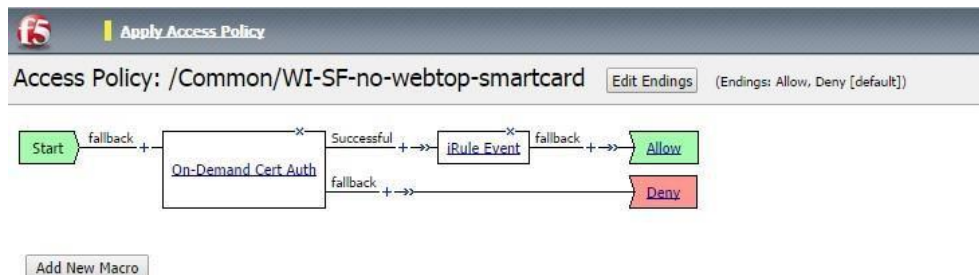 f5
Apply Access Policy
Access Policy: /Common/WI-SF-no-webtop-smartcard Edit Endings (Endings: Allow, Deny [default])
Start fallback + On-Demand Cert Auth × Successful + iRule Event × fallback + Allow
fallback + Deny
Add New Macro